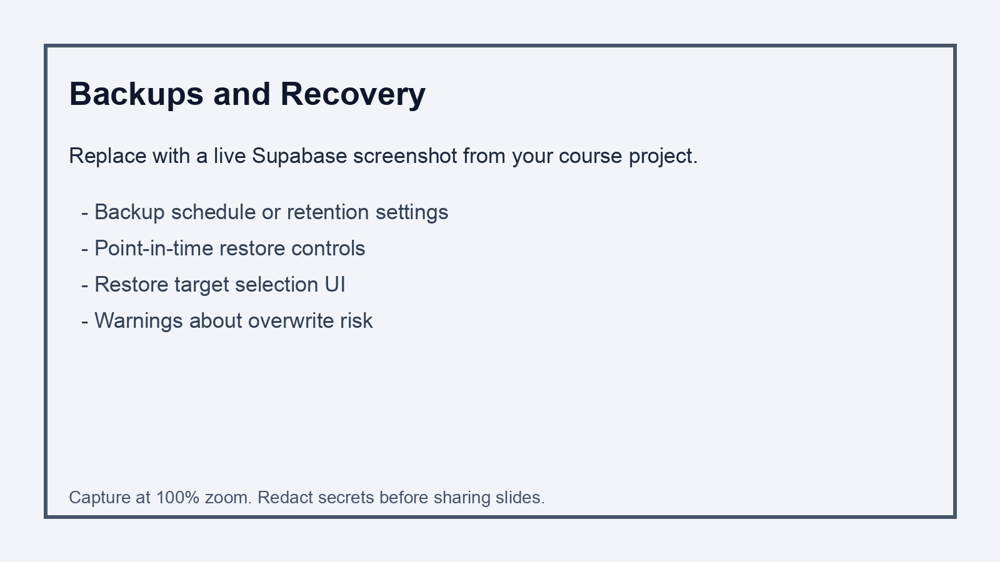 Backups and Recovery
Replace with a live Supabase screenshot from your course project.
- Backup schedule or retention settings
- Point-in-time restore controls
- Restore target selection UI
- Warnings about overwrite risk
Capture at 100% zoom. Redact secrets before sharing slides.